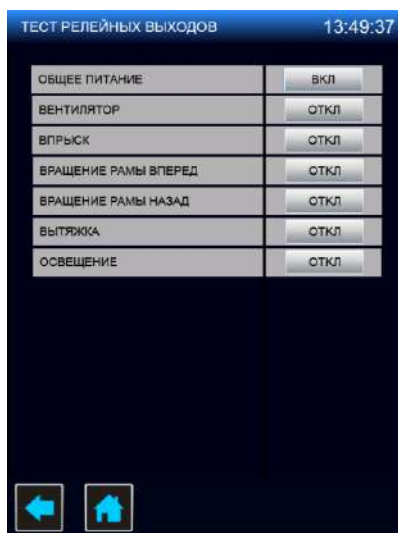 ТЕСТ РЕЛЕЙНЫХ ВЫХОДОВ 13:49:37
ОБЩЕЕ ПИТАНИЕ ВКЛ
ВЕНТИЛЯТОР ОТКЛ
ВПРЫСК ОТКЛ
ВРАЩЕНИЕ РАМЫ ВПЕРЕД ОТКЛ
ВРАЩЕНИЕ РАМЫ НАЗАД ОТКЛ
ВЫТЯЖКА ОТКЛ
ОСВЕЩЕНИЕ ОТКЛ